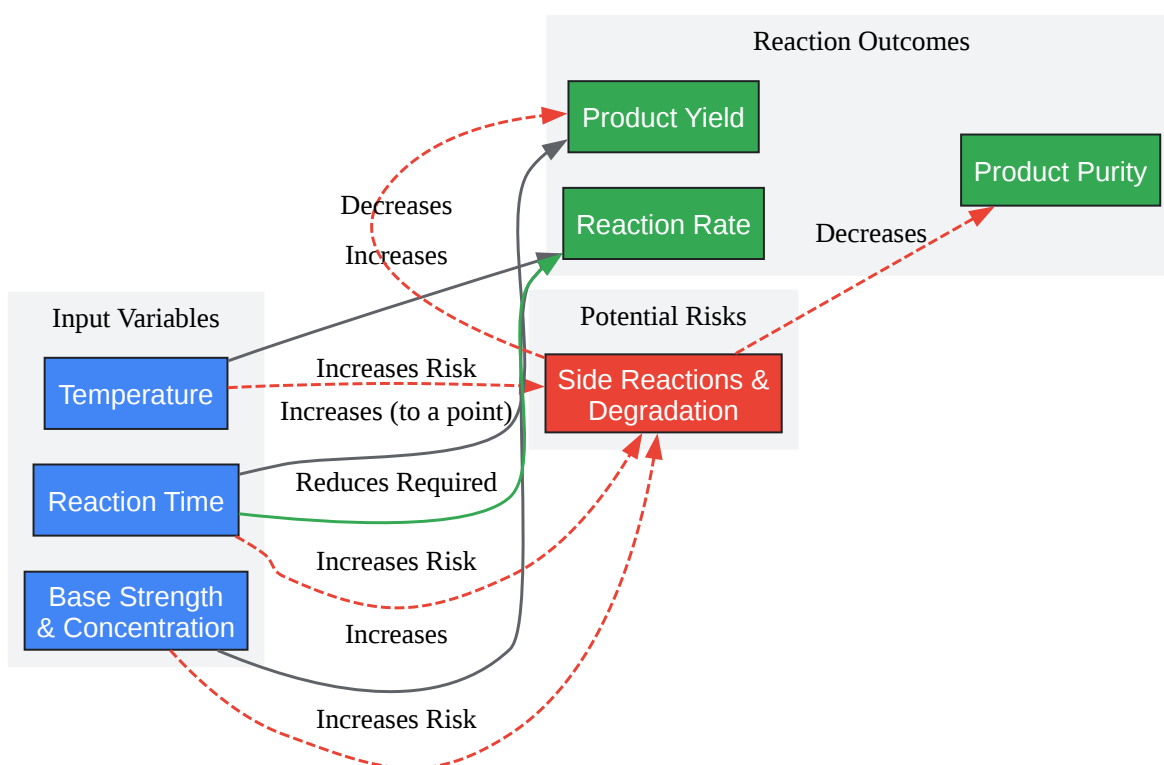 Reaction Outcomes
Product Yield
Product Purity
Decreases
Reaction Rate
Decreases
Increases
Input Variables
Potential Risks
Temperature
Increases Risk
Side Reactions &
Degradation
Increases (to a point)
Reaction Time
Reduces Required
Increases Risk
Base Strength
& Concentration
Increases
Increases Risk